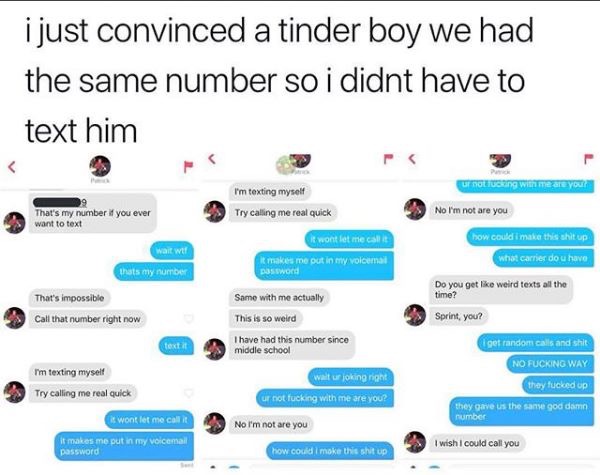 i just convinced a tinder boy we had
the same number so i didnt have to
text him
Patrick
9
That's my number if you ever
want to text
wait wtf
thats my number
That's impossible
Call that number right now
text it
I'm texting myself
Try calling me real quick
it wont let me call it
it makes me put in my voicemail
password
Sent
Patrick
I'm texting myself
Try calling me real quick
it wont let me call it
it makes me put in my voicemail
password
Same with me actually
This is so weird
I have had this number since
middle school
wait ur joking right
ur not fucking with me are you?
No I'm not are you
how could i make this shit up
Patrick
ur not fucking with me are you?
No I'm not are you
how could i make this shit up
what carrier do u have
Do you get like weird texts all the
time?
Sprint, you?
i get random calls and shit
NO FUCKING WAY
they fucked up
they gave us the same god damn
number
I wish I could call you